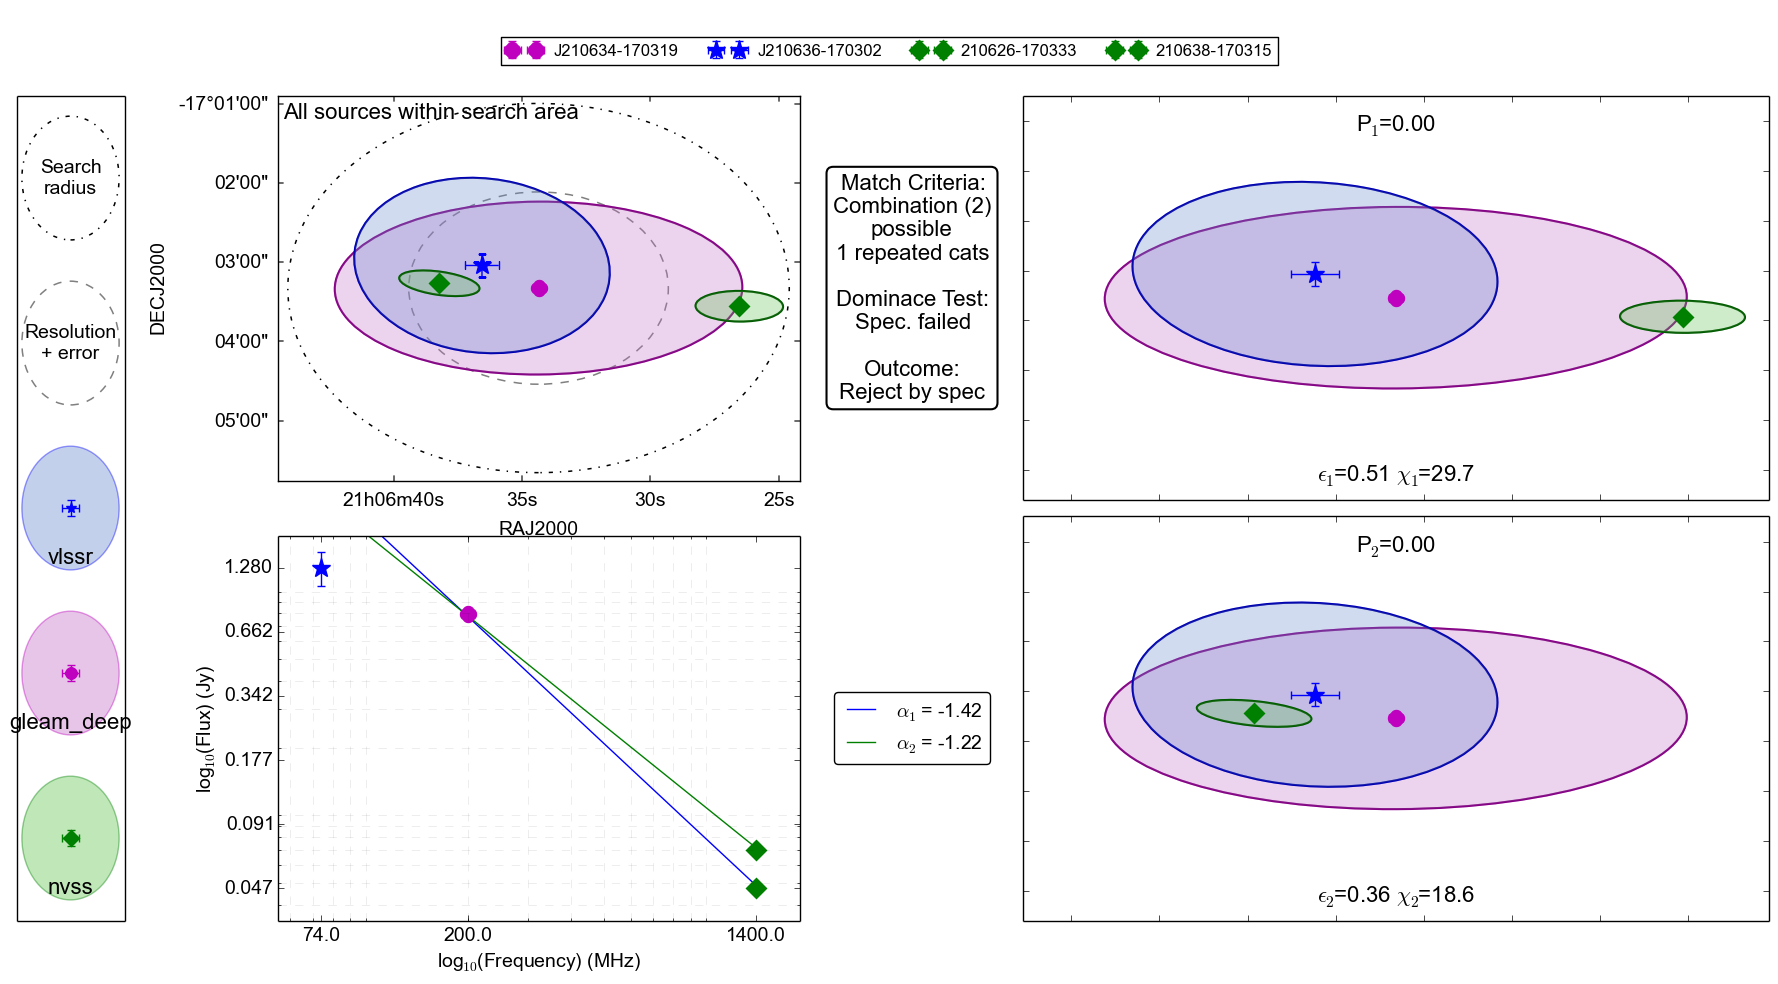 J210634-170319 J210636-170302 210626-170333 210638-170315
Search
radius
Resolution
+ error
vlssr
gleam_deep
nvss
All sources within search area
DECJ2000
-17°01'00"
02'00"
03'00"
04'00"
05'00"
21h06m40s 35s 30s 25s
RAJ2000
Match Criteria:
Combination (2)
possible
1 repeated cats
Dominace Test:
Spec. failed
Outcome:
Reject by spec
P1=0.00
ϵ1=0.51 χ1=29.7
log10(Flux) (Jy)
1.280
0.662
0.342
0.177
0.091
0.047
74.0 200.0 1400.0
log10(Frequency) (MHz)
α1 = -1.42
α2 = -1.22
P2=0.00
ϵ2=0.36 χ2=18.6